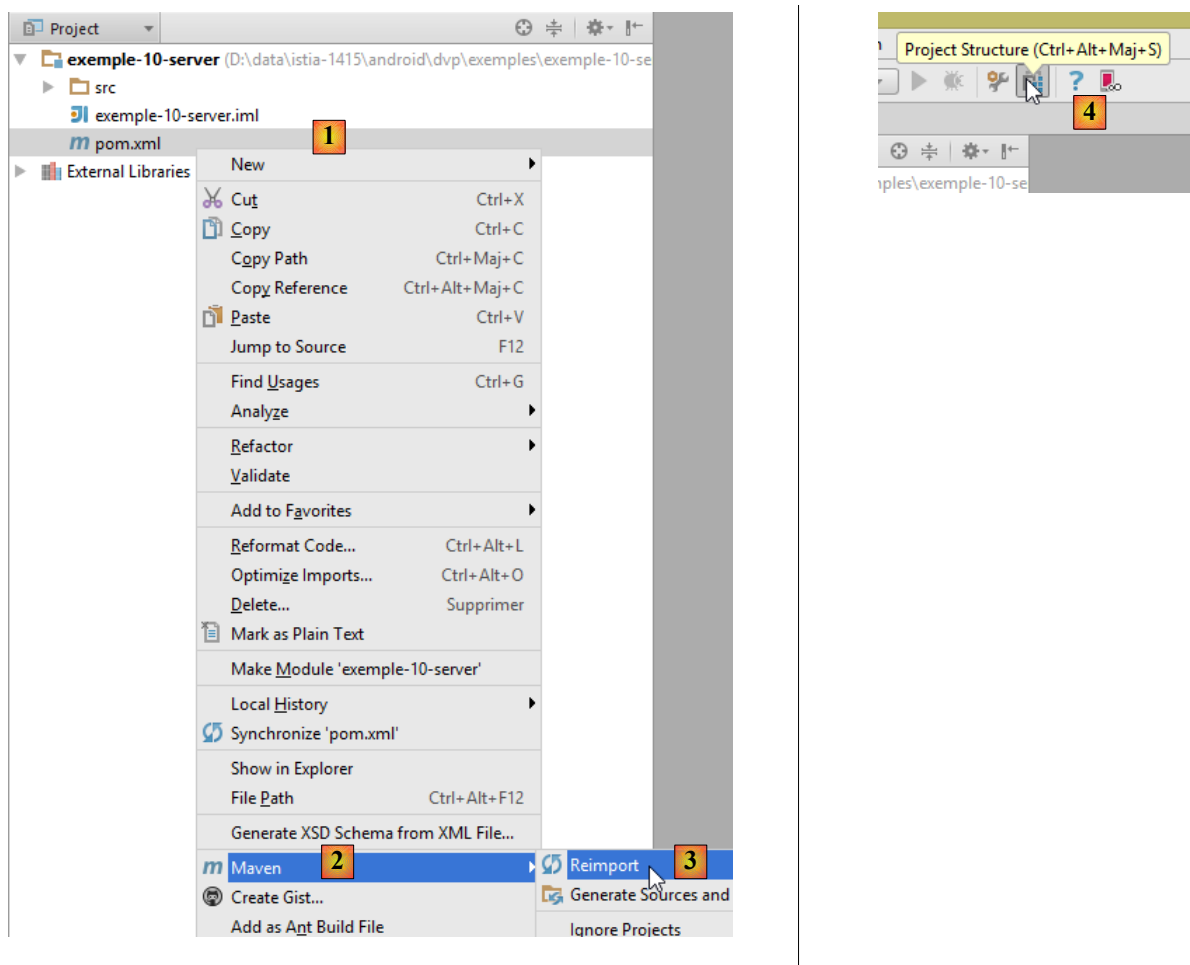 Project
exemple-10-server (D:\data\istia-1415\android\dvp\exemples\exemple-10-se
src
exemple-10-server.iml
pom.xml
1
External Libraries
New
Cut Ctrl+X
Copy Ctrl+C
Copy Path Ctrl+Maj+C
Copy Reference Ctrl+Alt+Maj+C
Paste Ctrl+V
Jump to Source F12
Find Usages Ctrl+G
Analyze
Refactor
Validate
Add to Favorites
Reformat Code... Ctrl+Alt+L
Optimize Imports... Ctrl+Alt+O
Delete... Supprimer
Mark as Plain Text
Make Module 'exemple-10-server'
Local History
Synchronize 'pom.xml'
Show in Explorer
File Path Ctrl+Alt+F12
Generate XSD Schema from XML File...
Maven 2
Reimport 3
Create Gist...
Generate Sources and
Add as Ant Build File
Ignore Projects
Project Structure (Ctrl+Alt+Maj+S)
4
ples\exemple-10-se